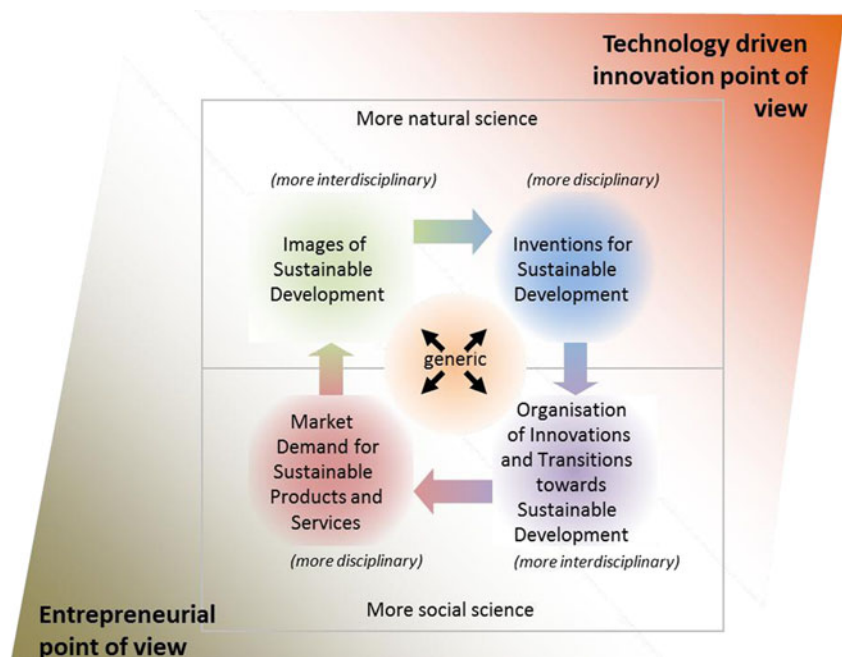 Technology driven
innovation point of
view
More natural science
(more interdisciplinary)
(more disciplinary)
Images of
Sustainable
Development
Inventions for
Sustainable
Development
generic
Market
Demand for
Sustainable
Products and
Services
Organisation
of Innovations
and Transitions
towards
Sustainable
Development
(more disciplinary)
(more interdisciplinary)
More social science
Entrepreneurial
point of view